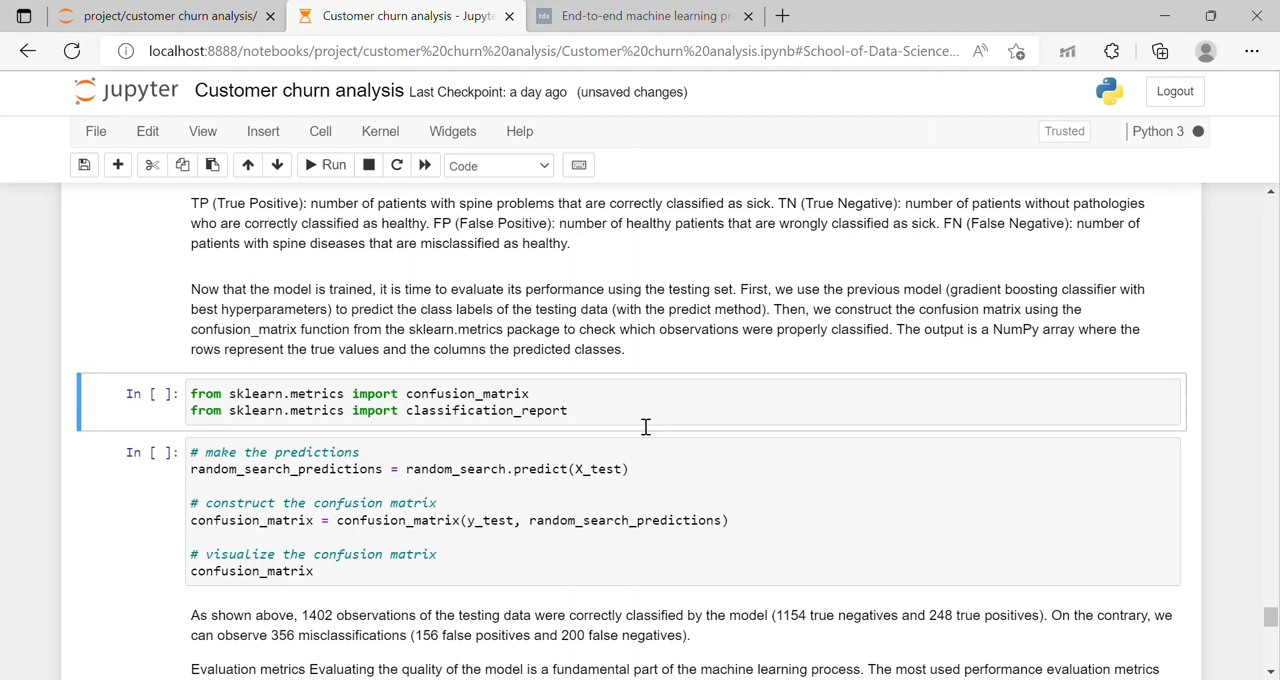 project/customer churn analysis/
Customer churn analysis - Jupyte
tds End-to-end machine learning pr
localhost:8888/notebooks/project/customer%20churn%20analysis/Customer%20churn%20analysis.ipynb#School-of-Data-Science...
jupyter Customer churn analysis Last Checkpoint: a day ago (unsaved changes)
Logout
File Edit View Insert Cell Kernel Widgets Help
Trusted Python 3
Run Code
TP (True Positive): number of patients with spine problems that are correctly classified as sick. TN (True Negative): number of patients without pathologies
who are correctly classified as healthy. FP (False Positive): number of healthy patients that are wrongly classified as sick. FN (False Negative): number of
patients with spine diseases that are misclassified as healthy.
Now that the model is trained, it is time to evaluate its performance using the testing set. First, we use the previous model (gradient boosting classifier with
best hyperparameters) to predict the class labels of the testing data (with the predict method). Then, we construct the confusion matrix using the
confusion_matrix function from the sklearn.metrics package to check which observations were properly classified. The output is a NumPy array where the
rows represent the true values and the columns the predicted classes.
In [ ]: from sklearn.metrics import confusion_matrix
from sklearn.metrics import classification_report
In [ ]: # make the predictions
random_search_predictions = random_search.predict(X_test)
# construct the confusion matrix
confusion_matrix = confusion_matrix(y_test, random_search_predictions)
# visualize the confusion matrix
confusion_matrix
As shown above, 1402 observations of the testing data were correctly classified by the model (1154 true negatives and 248 true positives). On the contrary, we
can observe 356 misclassifications (156 false positives and 200 false negatives).
Evaluation metrics Evaluating the quality of the model is a fundamental part of the machine learning process. The most used performance evaluation metrics